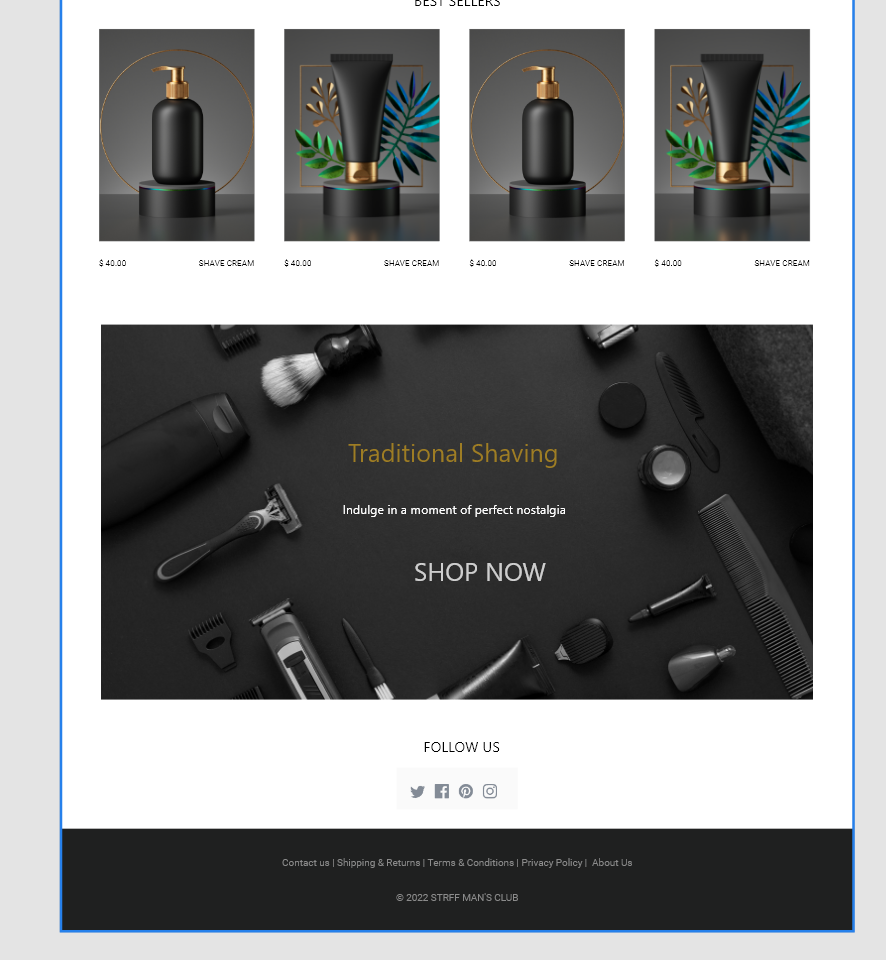 BEST SELLERS
$ 40.00 SHAVE CREAM $ 40.00 SHAVE CREAM $ 40.00 SHAVE CREAM $ 40.00 SHAVE CREAM
Traditional Shaving
Indulge in a moment of perfect nostalgia
SHOP NOW
FOLLOW US
Contact us | Shipping & Returns | Terms & Conditions | Privacy Policy | About Us
© 2022 STRFF MAN'S CLUB